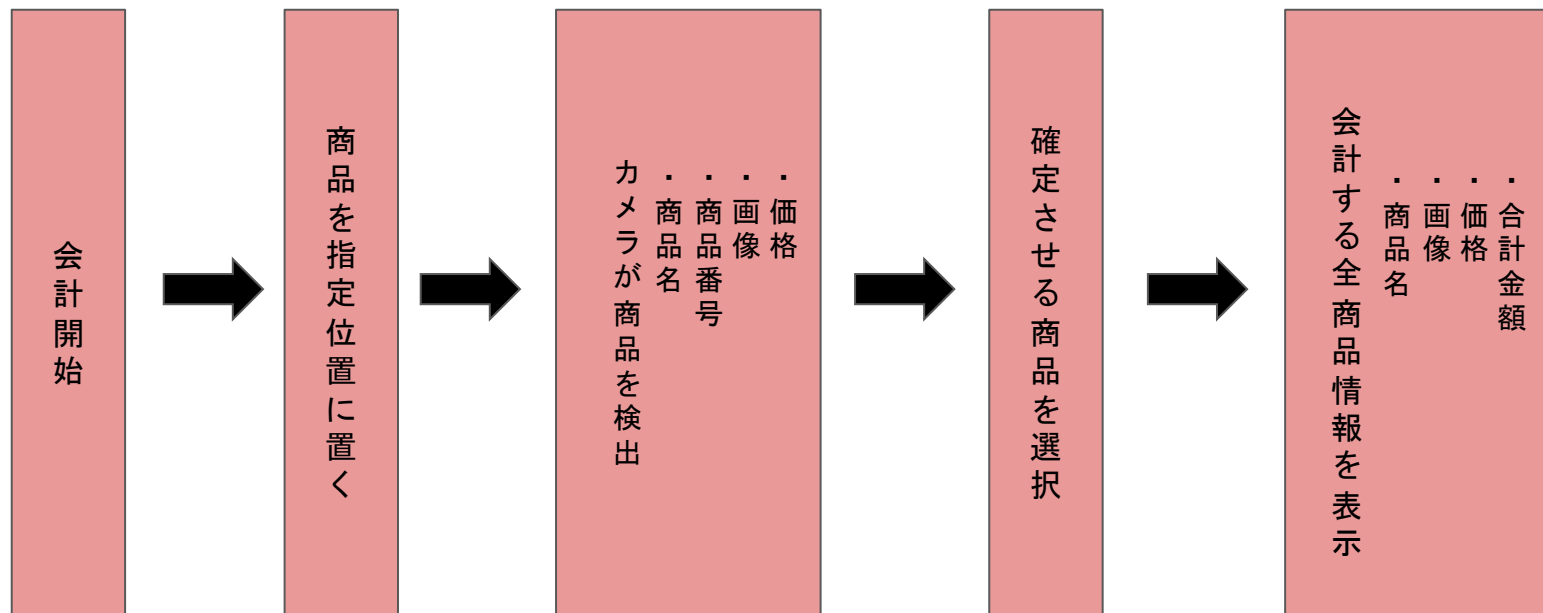 会計開始
商品を指定位置に置く
カメラが商品を検出
・商品名
・商品番号
・画像
・価格
確定させる商品を選択
会計する全商品情報を表示
・商品名
・画像
・価格
・合計金額